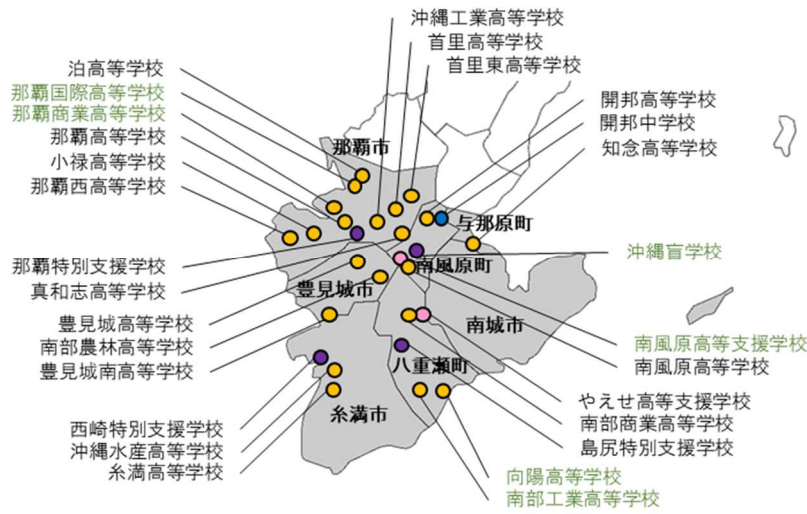 沖縄工業高等学校
首里高等学校
首里東高等学校
泊高等学校
那覇国際高等学校
那覇商業高等学校
那覇高等学校
小禄高等学校
那覇西高等学校
開邦高等学校
開邦中学校
知念高等学校
那覇市
与那原町
那覇特別支援学校
真和志高等学校
沖縄盲学校
南風原町
豊見城市
南城市
豊見城高等学校
南部農林高等学校
豊見城南高等学校
南風原高等支援学校
南風原高等学校
八重瀬町
糸満市
やえせ高等支援学校
南部商業高等学校
島尻特別支援学校
西崎特別支援学校
沖縄水産高等学校
糸満高等学校
向陽高等学校
南部工業高等学校